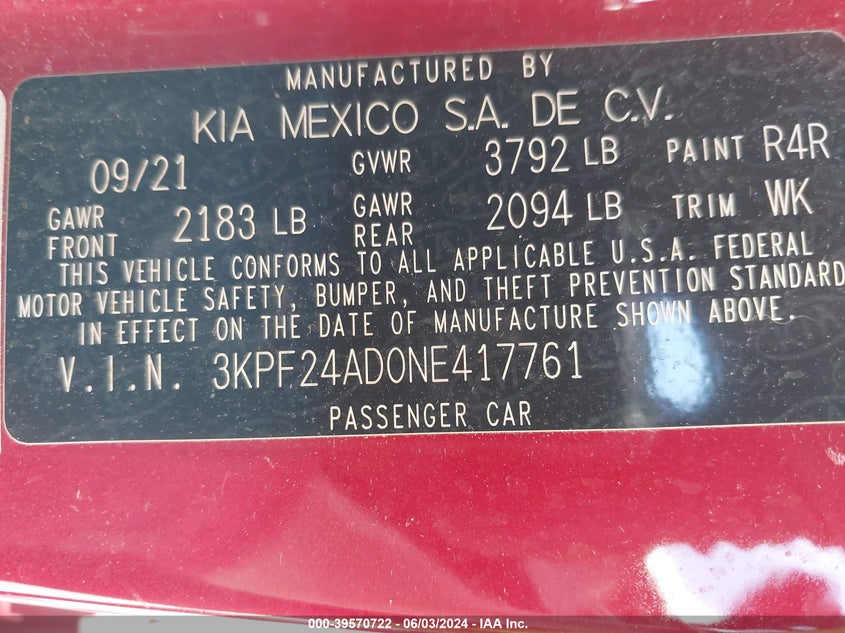 MANUFACTURED BY
KIA MEXICO S.A. DE C.V.
09/21 GVWR 3792 LB PAINT R4R
GAWR FRONT 2183 LB GAWR REAR 2094 LB TRIM WK
THIS VEHICLE CONFORMS TO ALL APPLICABLE U.S.A. FEDERAL
MOTOR VEHICLE SAFETY, BUMPER, AND THEFT PREVENTION STANDARD
IN EFFECT ON THE DATE OF MANUFACTURE SHOWN ABOVE.
V.I.N. 3KPF24AD0NE417761
PASSENGER CAR
000-39570722 - 06/03/2024 - IAA Inc.